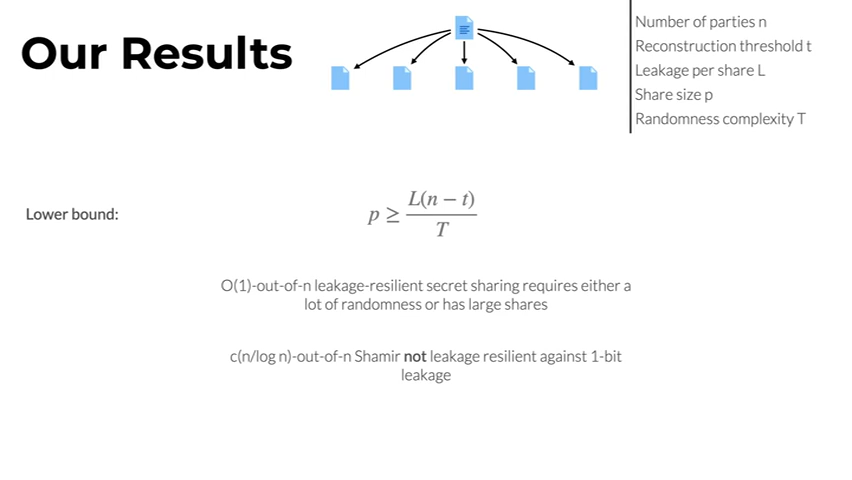 Our Results
Number of parties n
Reconstruction threshold t
Leakage per share L
Share size p
Randomness complexity T
Lower bound:
p ≥ L(n − t) / T
O(1)-out-of-n leakage-resilient secret sharing requires either a
lot of randomness or has large shares
c(n/log n)-out-of-n Shamir not leakage resilient against 1-bit
leakage